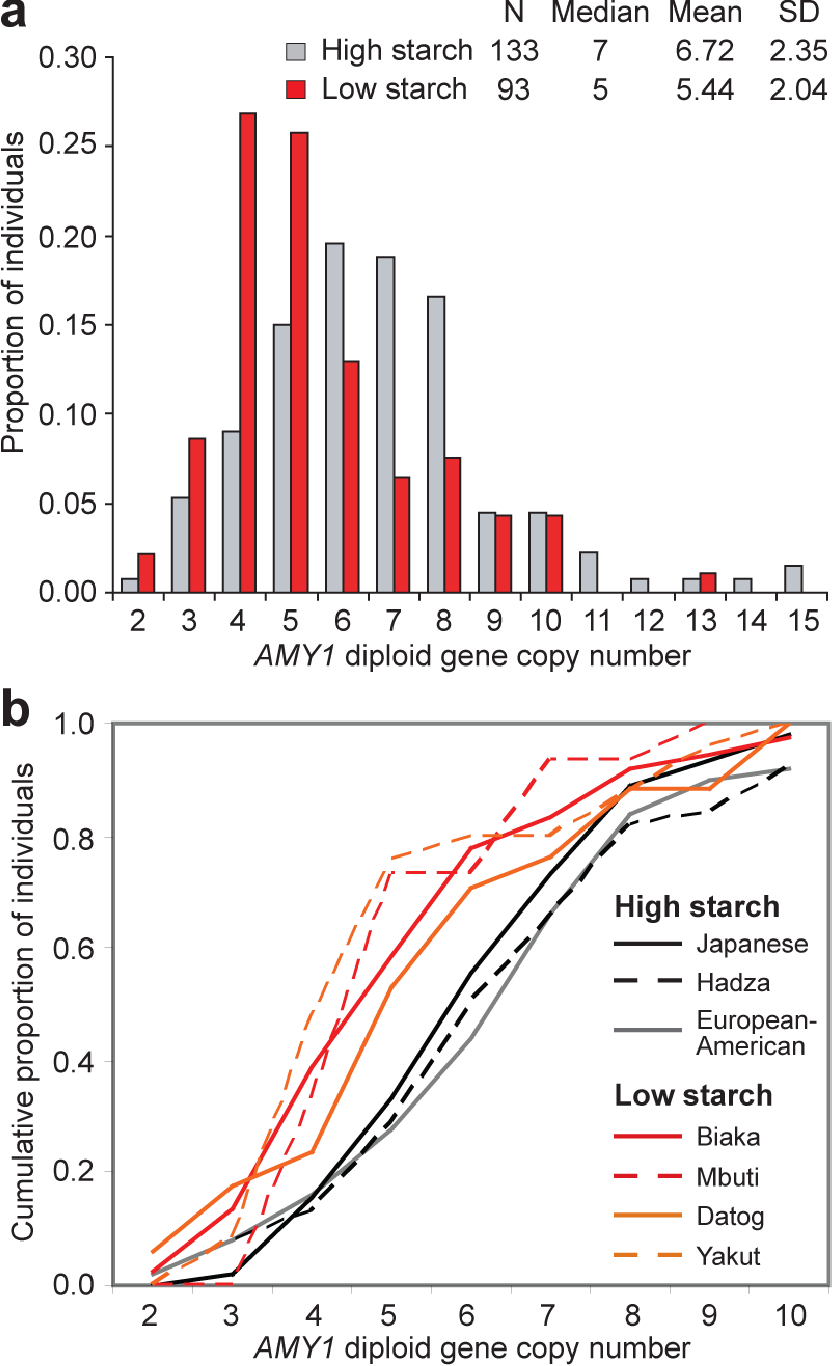 a
N Median Mean SD
High starch 133 7 6.72 2.35
Low starch 93 5 5.44 2.04
Proportion of individuals
0.30
0.25
0.20
0.15
0.10
0.05
0.00
2 3 4 5 6 7 8 9 10 11 12 13 14 15
AMY1 diploid gene copy number
b
Cumulative proportion of individuals
1.0
0.8
0.6
0.4
0.2
0.0
High starch
Japanese
Hadza
European-
American
Low starch
Biaka
Mbuti
Datog
Yakut
2 3 4 5 6 7 8 9 10
AMY1 diploid gene copy number